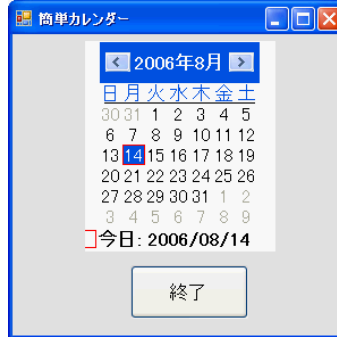 簡単カレンダー
2006年8月
日 月 火 水 木 金 土
30 31 1 2 3 4 5
6 7 8 9 10 11 12
13 14 15 16 17 18 19
20 21 22 23 24 25 26
27 28 29 30 31 1 2
3 4 5 6 7 8 9
今日: 2006/08/14
終了